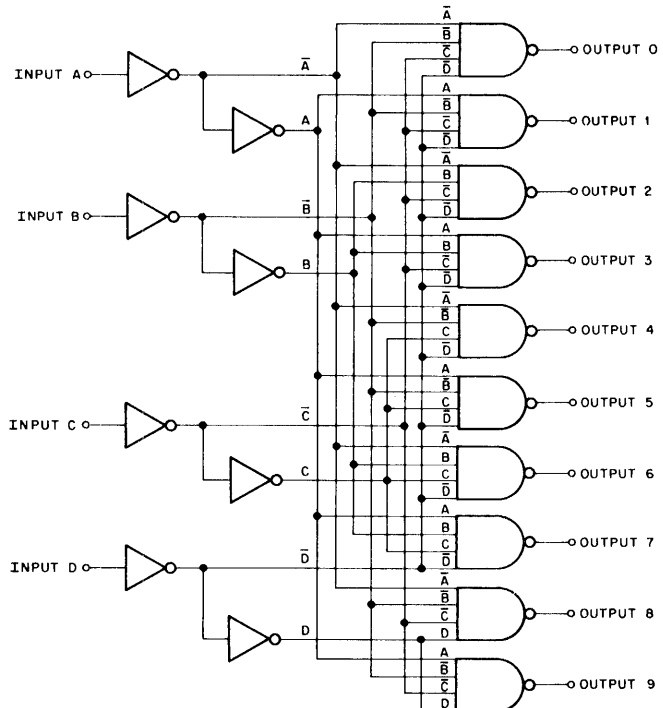 A̅
B̅
C̅
D̅
OUTPUT 0
INPUT A
A̅
A
A
B̅
C̅
D̅
OUTPUT 1
A̅
B
C̅
D̅
OUTPUT 2
INPUT B
B̅
B
A
B
C̅
D̅
OUTPUT 3
A̅
B̅
C
D̅
OUTPUT 4
A
B̅
C
D̅
OUTPUT 5
INPUT C
C̅
C
A̅
B
C
D̅
OUTPUT 6
A
B
C
D̅
OUTPUT 7
INPUT D
D̅
D
A̅
B̅
C̅
D
OUTPUT 8
A
B̅
C̅
D
OUTPUT 9